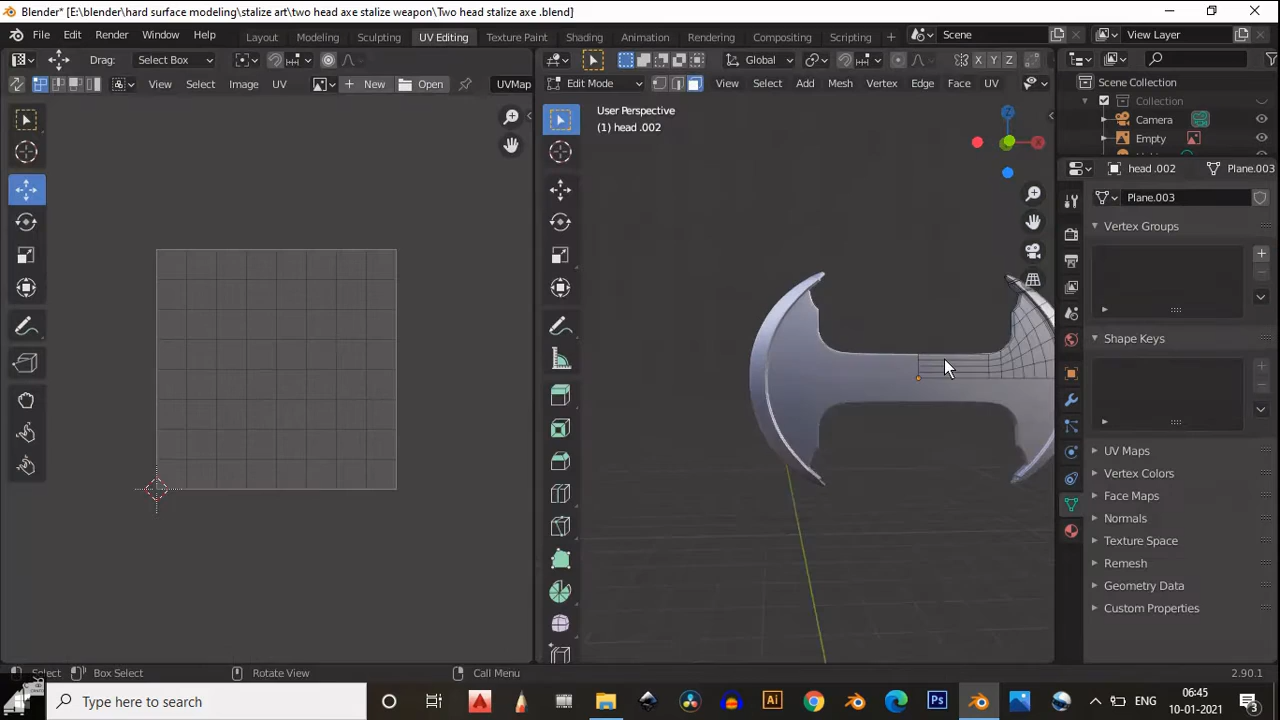 Blender* [E:\blender\hard surface modeling\stalize art\two head axe stalize weapon\Two head stalize axe .blend]
File Edit Render Window Help Layout Modeling Sculpting UV Editing Texture Paint Shading Animation Rendering Compositing Scripting + Scene View Layer
Drag: Select Box Global X Y Z
View Select Image UV New Open UVMap Edit Mode View Select Add Mesh Vertex Edge Face UV
Scene Collection
Collection
Camera
Empty
User Perspective
(1) head .002
head .002 Plane.003
Plane.003
Vertex Groups
Shape Keys
UV Maps
Vertex Colors
Face Maps
Normals
Texture Space
Remesh
Geometry Data
Custom Properties
Select Box Select Rotate View Call Menu 2.90.1
Type here to search
Ai Ps ENG 06:45
10-01-2021 3